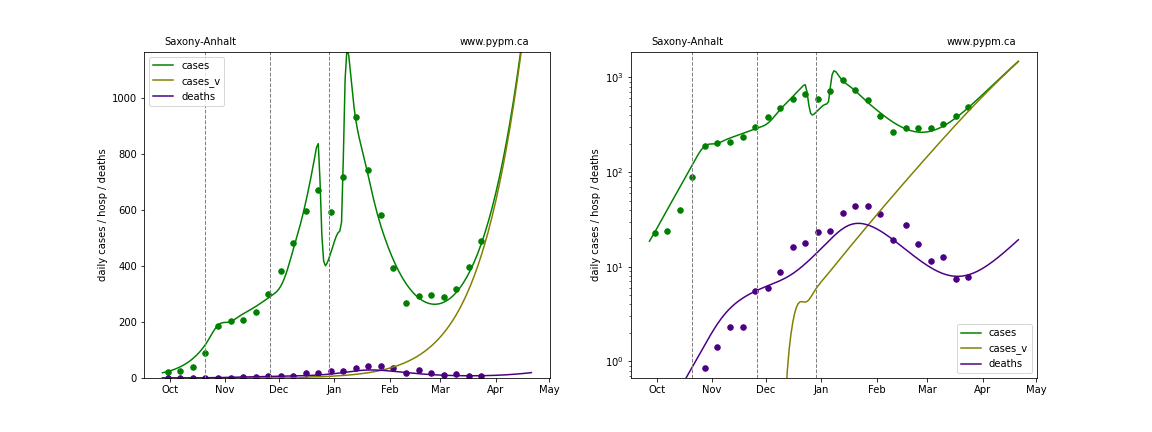 Saxony-Anhalt www.pypm.ca
cases
cases_v
deaths
daily cases / hosp / deaths
1000
800
600
400
200
0
Oct Nov Dec Jan Feb Mar Apr May
Saxony-Anhalt www.pypm.ca
daily cases / hosp / deaths
10³
10²
10¹
10⁰
cases
cases_v
deaths
Oct Nov Dec Jan Feb Mar Apr May